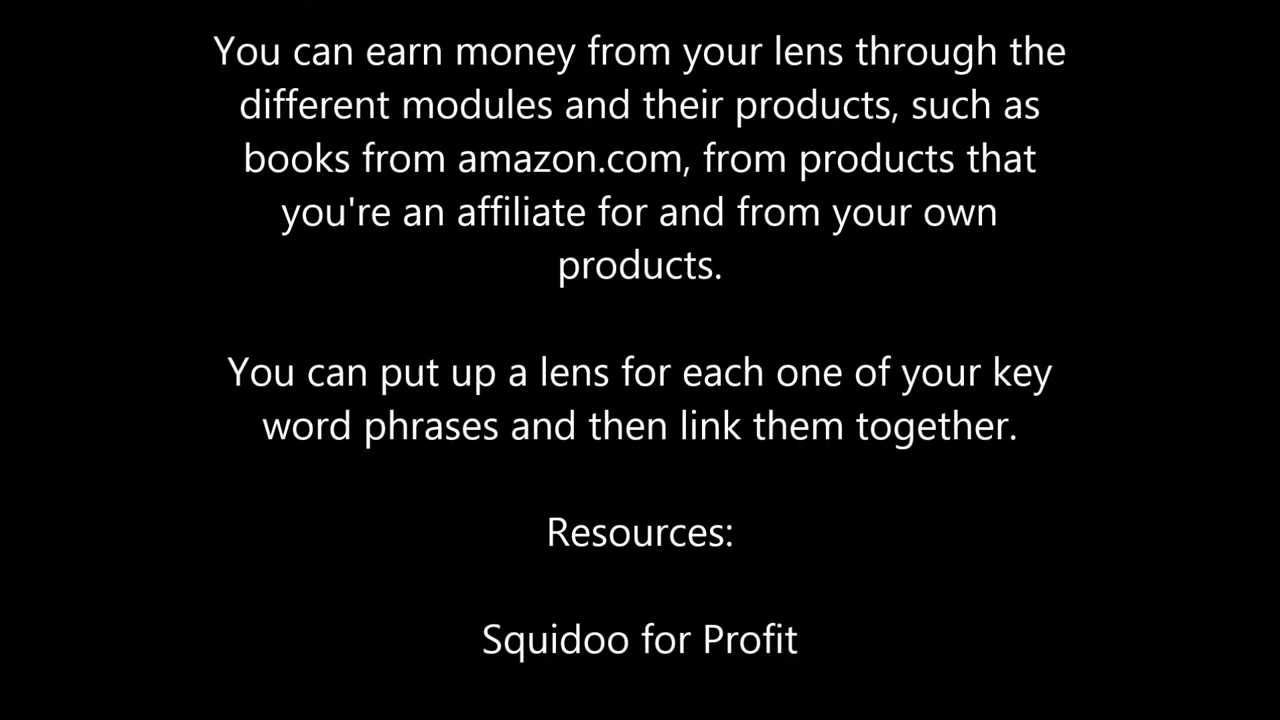 You can earn money from your lens through the
different modules and their products, such as
books from amazon.com, from products that
you're an affiliate for and from your own
products.
You can put up a lens for each one of your key
word phrases and then link them together.
Resources:
Squidoo for Profit